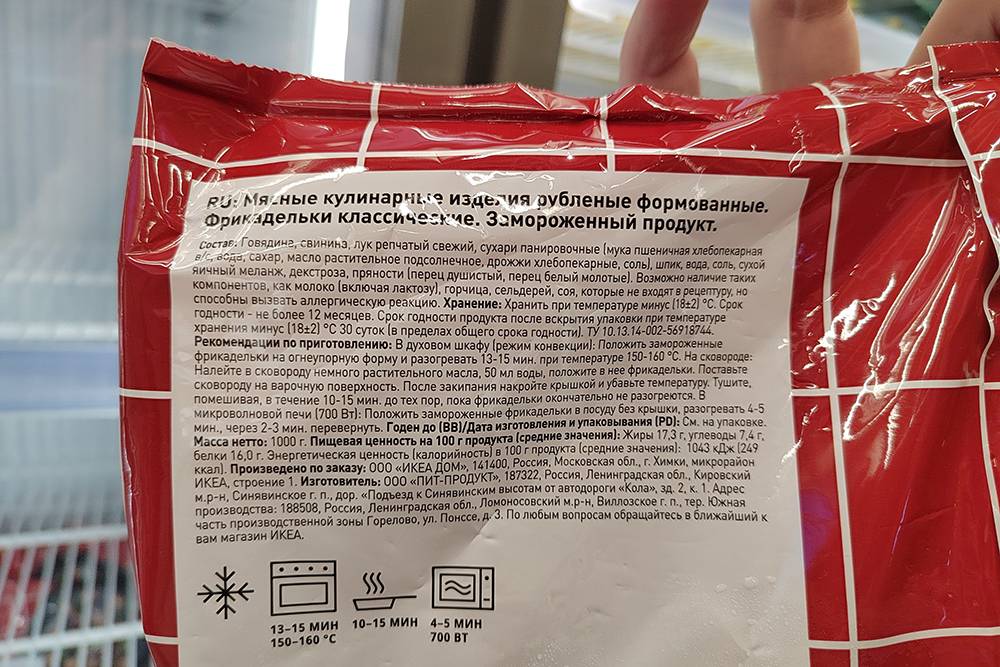 RU: Мясные кулинарные изделия рубленые формованные.
Фрикадельки классические. Замороженный продукт.
Состав: Говядина, свинина, лук репчатый свежий, сухари панировочные (мука пшеничная хлебопекарная
в/с, вода, сахар, масло растительное подсолнечное, дрожжи хлебопекарные, соль), шпик, вода, соль, сухой
яичный меланж, декстроза, пряности (перец душистый, перец белый молотые). Возможно наличие таких
компонентов, как молоко (включая лактозу), горчица, сельдерей, соя, которые не входят в рецептуру, но
способны вызвать аллергическую реакцию. Хранение: Хранить при температуре минус (18±2) °С. Срок
годности - не более 12 месяцев. Срок годности продукта после вскрытия упаковки при температуре
хранения минус (18±2) °С 30 суток (в пределах общего срока годности). ТУ 10.13.14-002-56918744.
Рекомендации по приготовлению: В духовом шкафу (режим конвекции): Положить замороженные
фрикадельки на огнеупорную форму и разогревать 13-15 мин. при температуре 150-160 °С. На сковороде:
Налейте в сковороду немного растительного масла, 50 мл воды, положите в нее фрикадельки. Поставьте
сковороду на варочную поверхность. После закипания накройте крышкой и убавьте температуру. Тушите,
помешивая, в течение 10-15 мин. до тех пор, пока фрикадельки окончательно не разогреются. В
микроволновой печи (700 Вт): Положить замороженные фрикадельки в посуду без крышки, разогревать 4-5
мин., через 2-3 мин. перевернуть. Годен до (BB)/Дата изготовления и упаковывания (PD): См. на упаковке.
Масса нетто: 1000 г. Пищевая ценность на 100 г продукта (средние значения): Жиры 17,3 г, углеводы 7,4 г,
белки 16,0 г. Энергетическая ценность (калорийность) в 100 г продукта (средние значения): 1043 кДж (249
ккал). Произведено по заказу: ООО «ИКЕА ДОМ», 141400, Россия, Московская обл., г. Химки, микрорайон
ИКЕА, строение 1. Изготовитель: ООО «ПИТ-ПРОДУКТ», 187322, Россия, Ленинградская обл., Кировский
м.р-н, Синявинское г. п., дор. «Подъезд к Синявинским высотам от автодороги «Кола», зд. 2, к. 1. Адрес
производства: 188508, Россия, Ленинградская обл., Ломоносовский м.р-н, Виллозское г. п., тер. Южная
часть производственной зоны Горелово, ул. Понссе, д. 3. По любым вопросам обращайтесь в ближайший к
вам магазин ИКЕА.
13-15 МИН
150-160 °С
10-15 МИН
4-5 МИН
700 ВТ